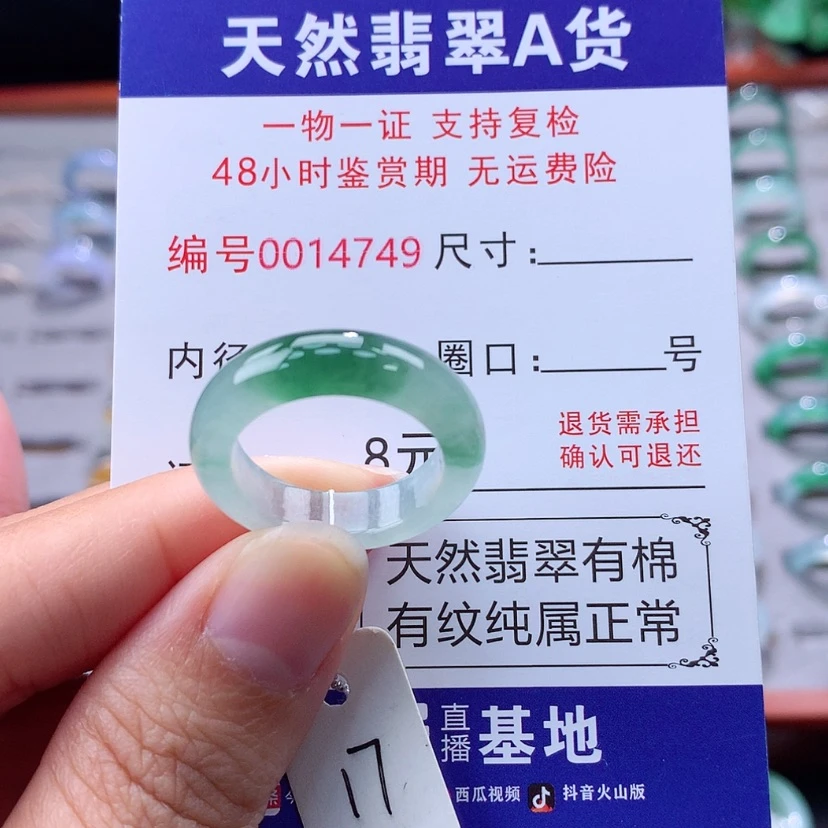 天然翡翠A货
一物一证 支持复检
48小时鉴赏期 无运费险
编号0014749 尺寸:
内径 圈口: 号
退货需承担
8元 确认可退还
天然翡翠有棉
有纹纯属正常
直播基地
西瓜视频 抖音火山版
17